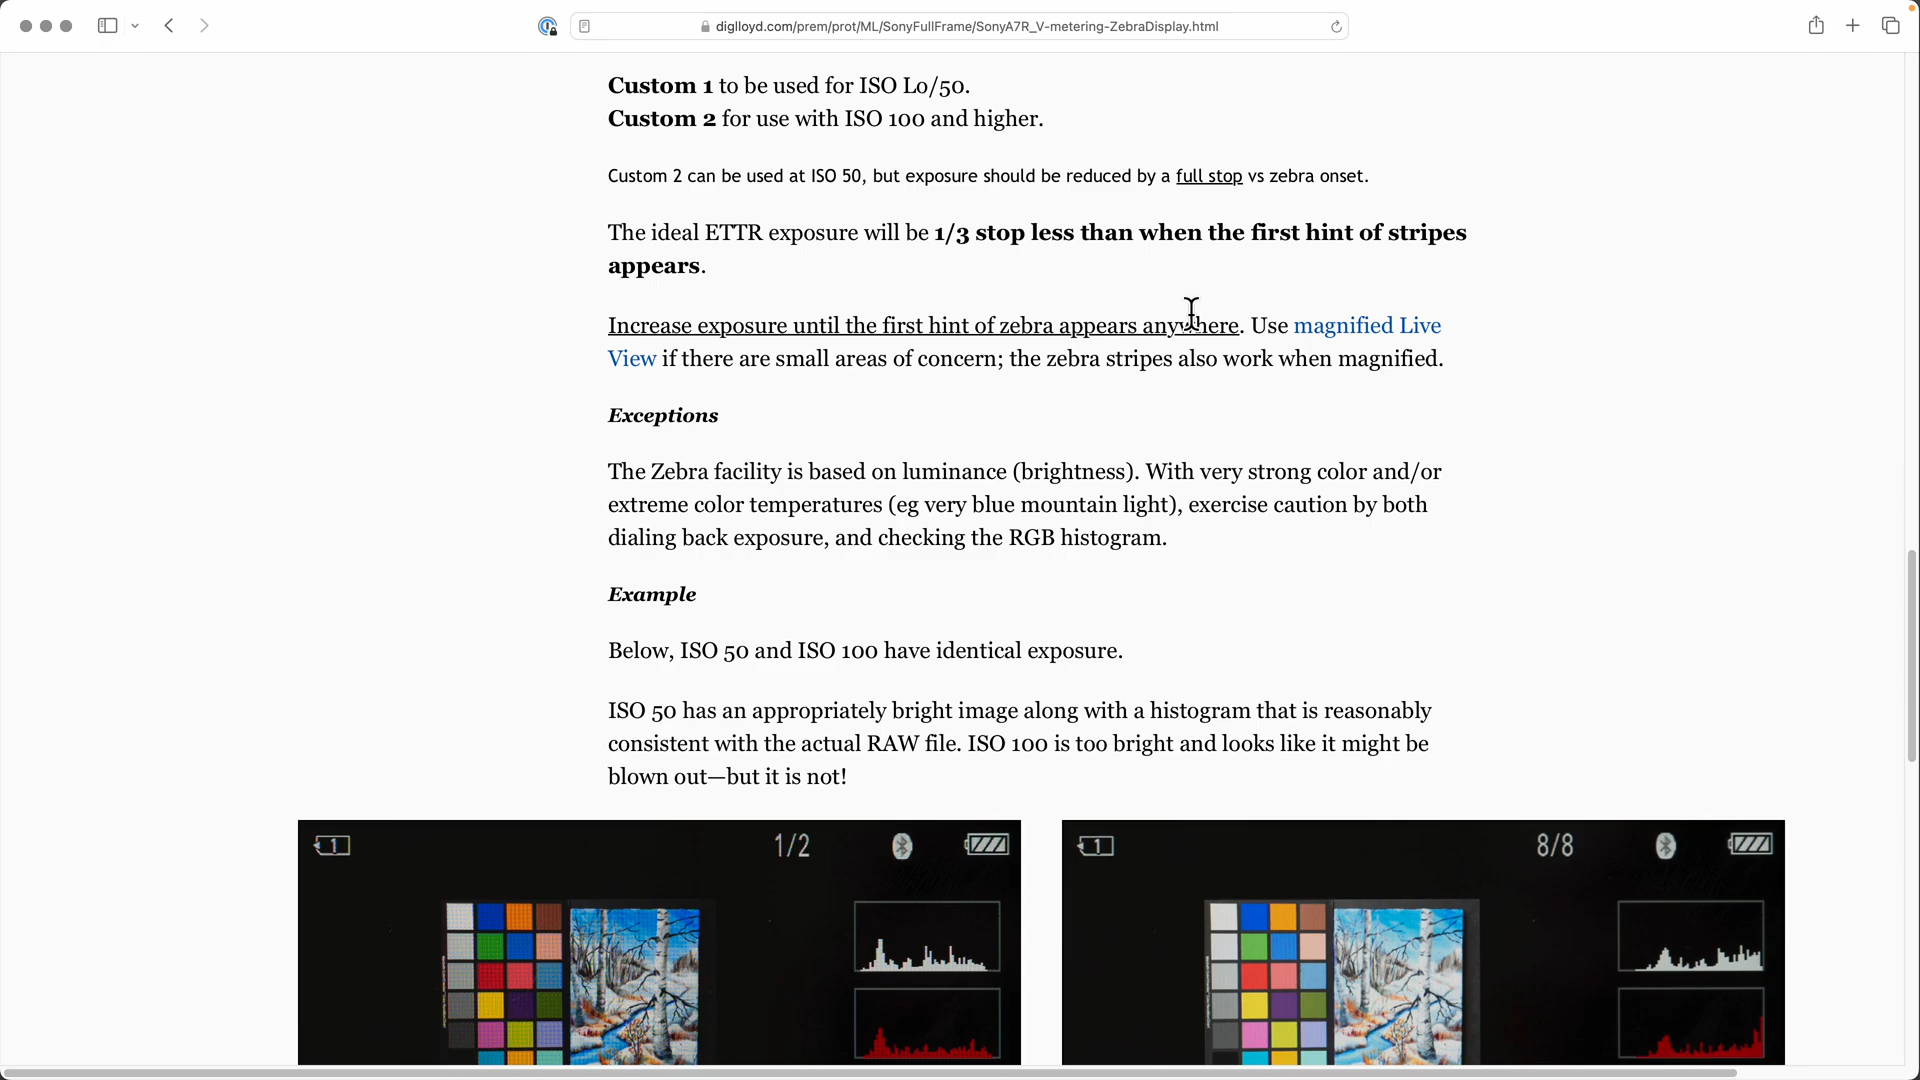 diglloyd.com/prem/prot/ML/SonyFullFrame/SonyA7R_V-metering-ZebraDisplay.html
Custom 1 to be used for ISO Lo/50.
Custom 2 for use with ISO 100 and higher.
Custom 2 can be used at ISO 50, but exposure should be reduced by a full stop vs zebra onset.
The ideal ETTR exposure will be 1/3 stop less than when the first hint of stripes
appears.
Increase exposure until the first hint of zebra appears anywhere. Use magnified Live
View if there are small areas of concern; the zebra stripes also work when magnified.
Exceptions
The Zebra facility is based on luminance (brightness). With very strong color and/or
extreme color temperatures (eg very blue mountain light), exercise caution by both
dialing back exposure, and checking the RGB histogram.
Example
Below, ISO 50 and ISO 100 have identical exposure.
ISO 50 has an appropriately bright image along with a histogram that is reasonably
consistent with the actual RAW file. ISO 100 is too bright and looks like it might be
blown out—but it is not!
1 1/2
1 8/8